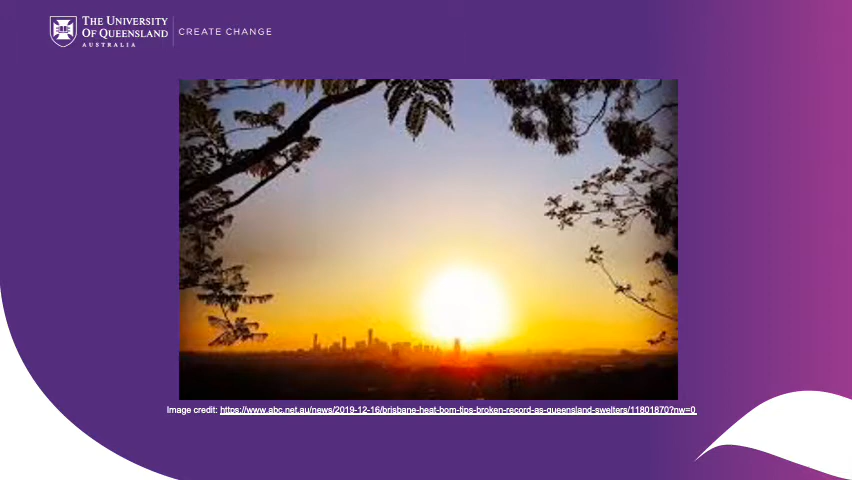 THE UNIVERSITY
OF QUEENSLAND
AUSTRALIA
CREATE CHANGE
Image credit: https://www.abc.net.au/news/2019-12-16/brisbane-heat-bom-tips-broken-record-as-queensland-swelters/11801870?nw=0